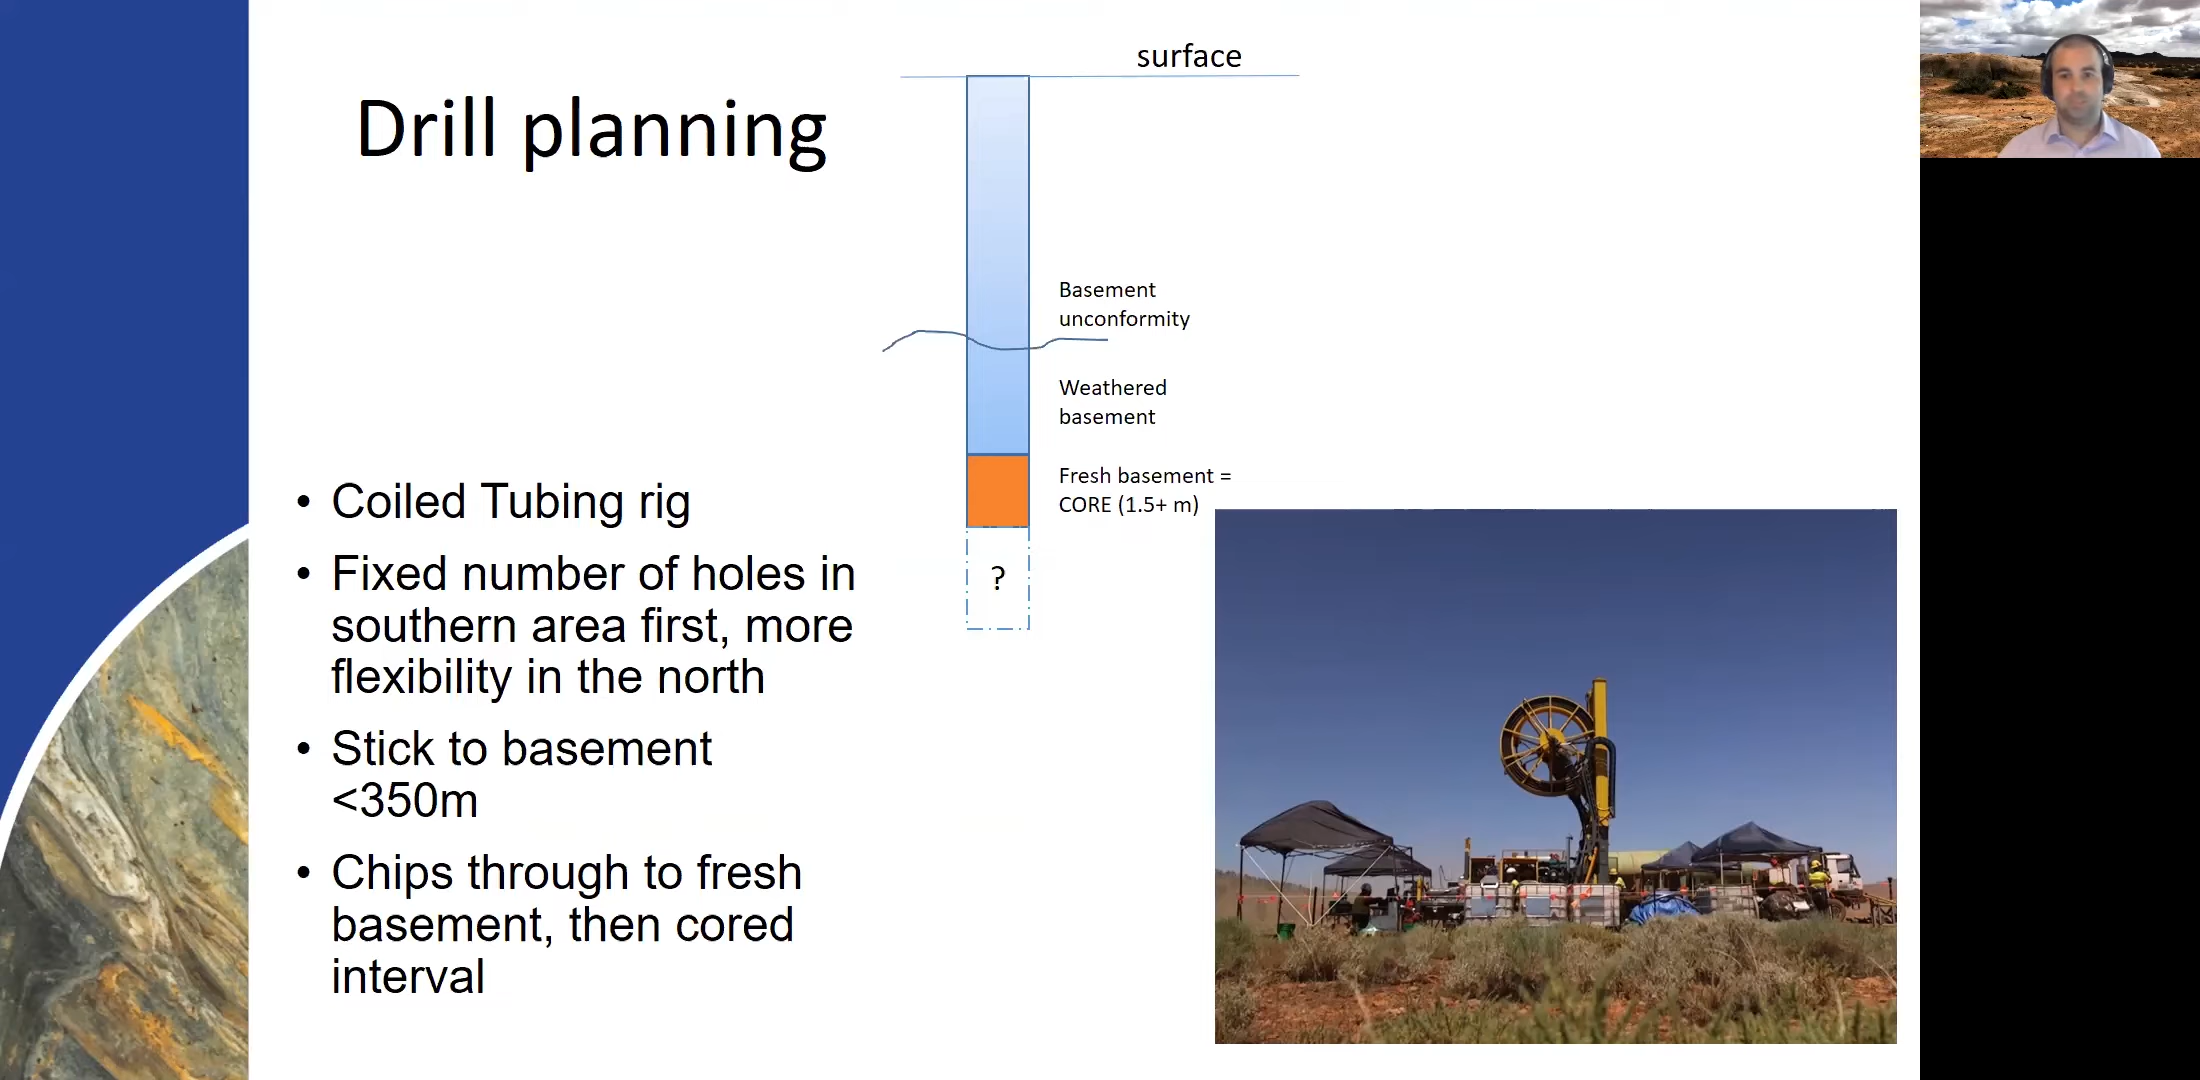 surface
Drill planning
Basement
unconformity
Weathered
basement
Fresh basement =
CORE (1.5+ m)
?
• Coiled Tubing rig
• Fixed number of holes in
southern area first, more
flexibility in the north
• Stick to basement
<350m
• Chips through to fresh
basement, then cored
interval